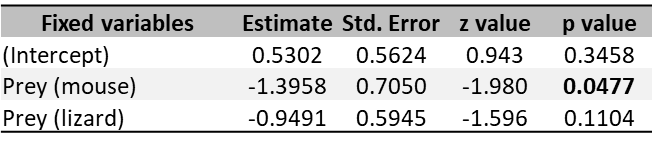 Fixed variables Estimate Std. Error z value p value
(Intercept) 0.5302 0.5624 0.943 0.3458
Prey (mouse) -1.3958 0.7050 -1.980 0.0477
Prey (lizard) -0.9491 0.5945 -1.596 0.1104